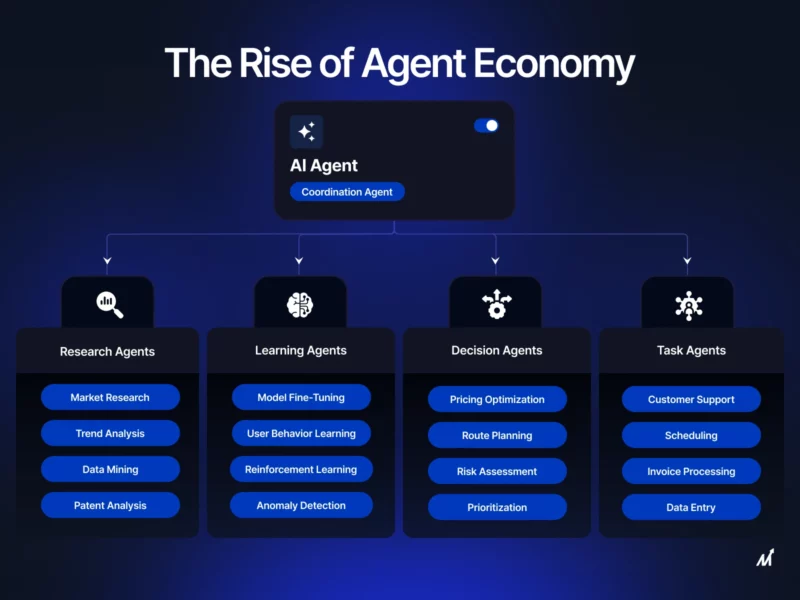 The Rise of Agent Economy
AI Agent
Coordination Agent
Research Agents
Market Research
Trend Analysis
Data Mining
Patent Analysis
Learning Agents
Model Fine-Tuning
User Behavior Learning
Reinforcement Learning
Anomaly Detection
Decision Agents
Pricing Optimization
Route Planning
Risk Assessment
Prioritization
Task Agents
Customer Support
Scheduling
Invoice Processing
Data Entry